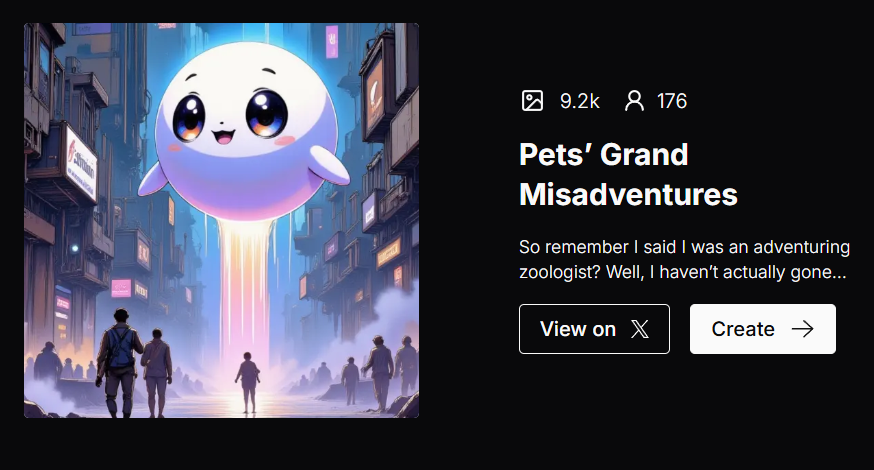 9.2k 176
Pets’ Grand
Misadventures
So remember I said I was an adventuring
zoologist? Well, I haven’t actually gone...
View on X Create